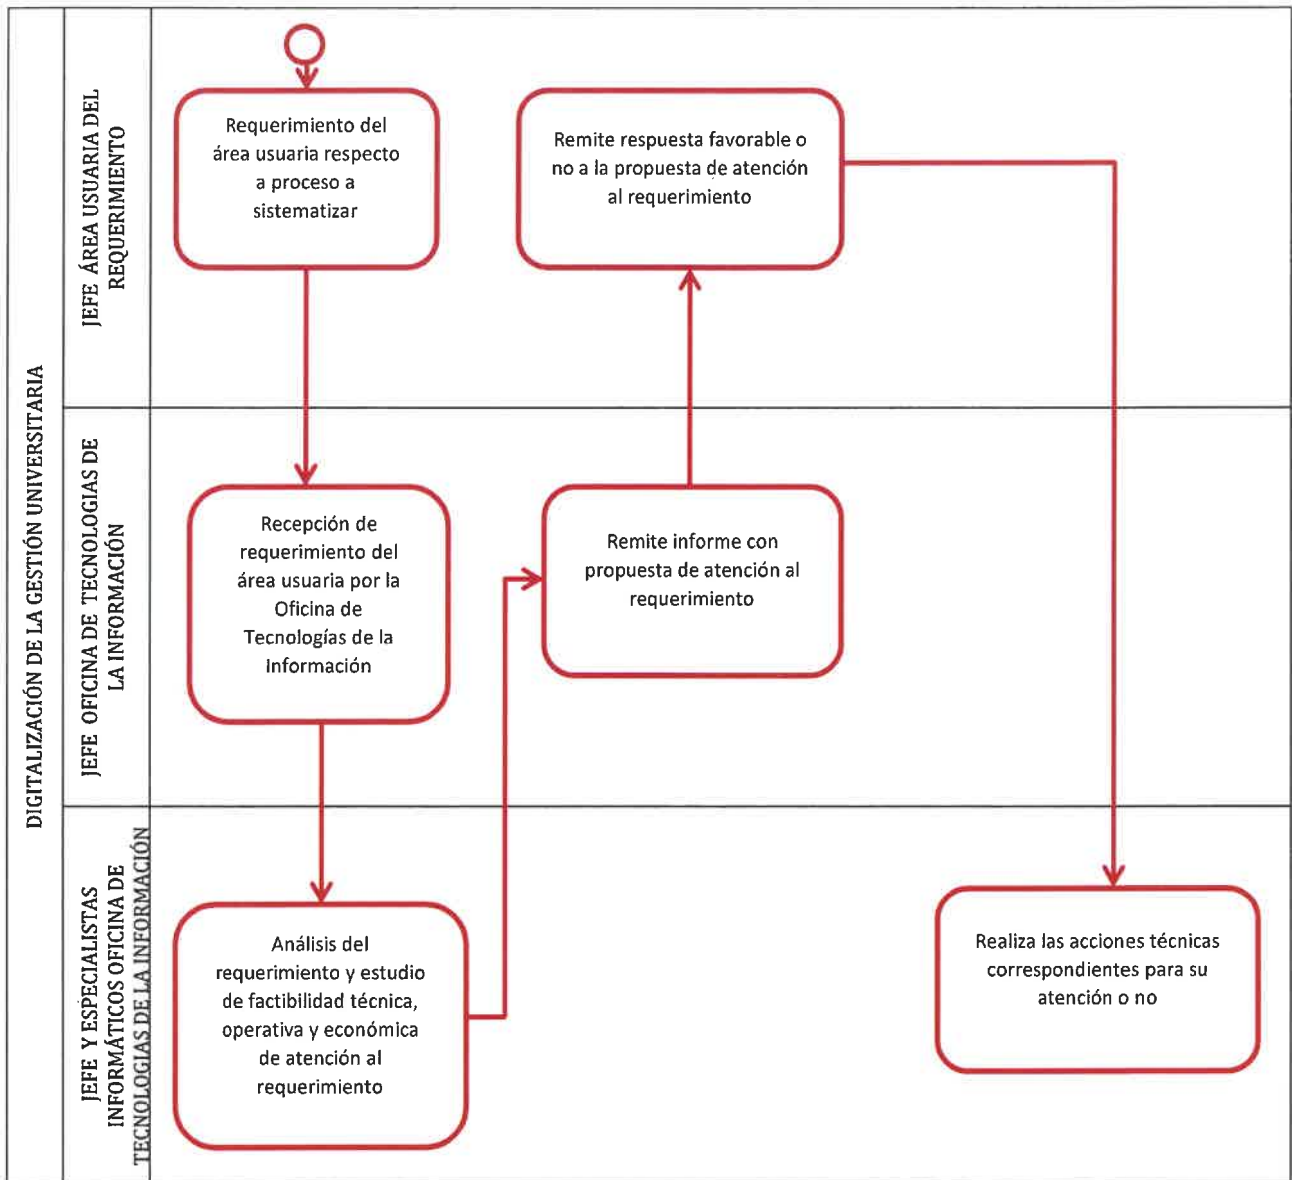 DIGITALIZACIÓN DE LA GESTIÓN UNIVERSITARIA
JEFE ÁREA USUARIA DEL
REQUERIMIENTO
Requerimiento del
área usuaria respecto
a proceso a
sistematizar
Remite respuesta favorable o
no a la propuesta de atención
al requerimiento
JEFE OFICINA DE TECNOLOGIAS DE
LA INFORMACIÓN
Recepción de
requerimiento del
área usuaria por la
Oficina de
Tecnologías de la
Información
Remite informe con
propuesta de atención al
requerimiento
JEFE Y ESPECIALISTAS
INFORMÁTICOS OFICINA DE
TECNOLOGIAS DE LA INFORMACIÓN
Análisis del
requerimiento y estudio
de factibilidad técnica,
operativa y económica
de atención al
requerimiento
Realiza las acciones técnicas
correspondientes para su
atención o no